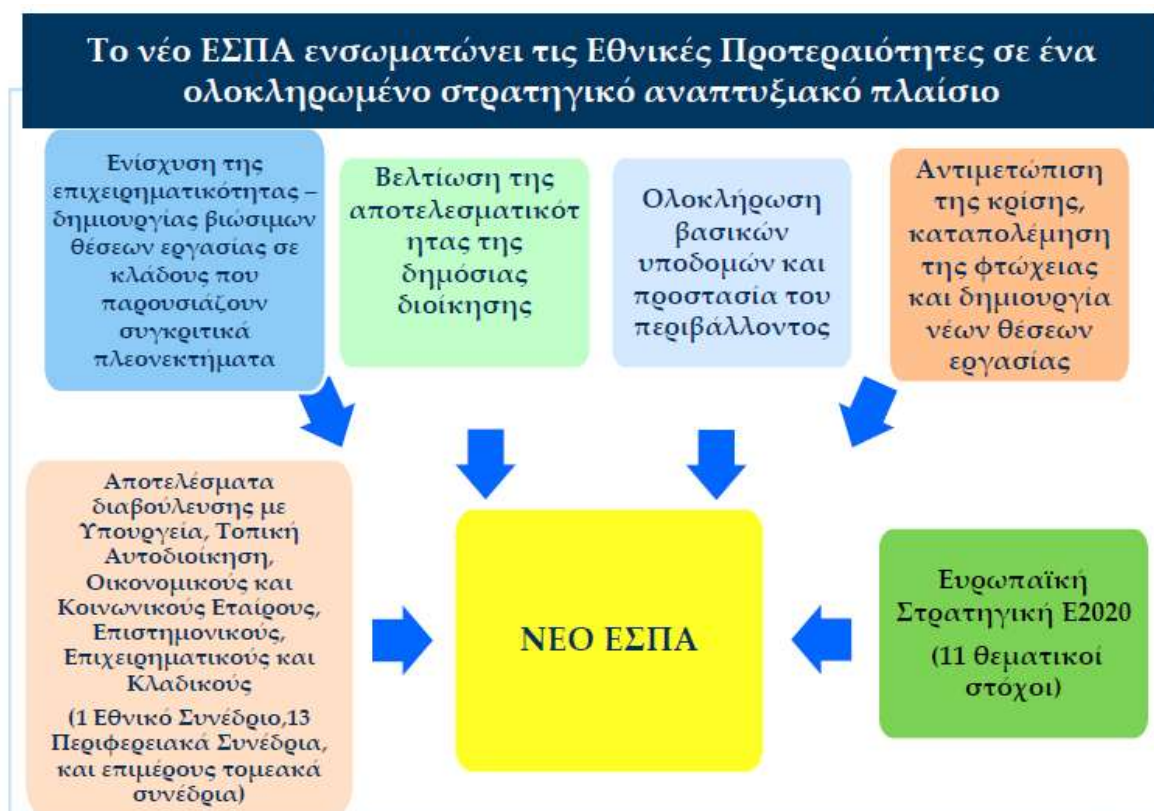 Το νέο ΕΣΠΑ ενσωματώνει τις Εθνικές Προτεραιότητες σε ένα
ολοκληρωμένο στρατηγικό αναπτυξιακό πλαίσιο
Ενίσχυση της
επιχειρηματικότητας –
δημιουργίας βιώσιμων
θέσεων εργασίας σε
κλάδους που
παρουσιάζουν
συγκριτικά
πλεονεκτήματα
Βελτίωση της
αποτελεσματικότ
ητας της
δημόσιας
διοίκησης
Ολοκλήρωση
βασικών
υποδομών και
προστασία του
περιβάλλοντος
Αντιμετώπιση
της κρίσης,
καταπολέμηση
της φτώχειας
και δημιουργία
νέων θέσεων
εργασίας
Αποτελέσματα
διαβούλευσης με
Υπουργεία, Τοπική
Αυτοδιοίκηση,
Οικονομικούς και
Κοινωνικούς Εταίρους,
Επιστημονικούς,
Επιχειρηματικούς και
Κλαδικούς
(1 Εθνικό Συνέδριο,13
Περιφερειακά Συνέδρια,
και επιμέρους τομεακά
συνέδρια)
ΝΕΟ ΕΣΠΑ
Ευρωπαϊκή
Στρατηγική Ε2020
(11 θεματικοί
στόχοι)